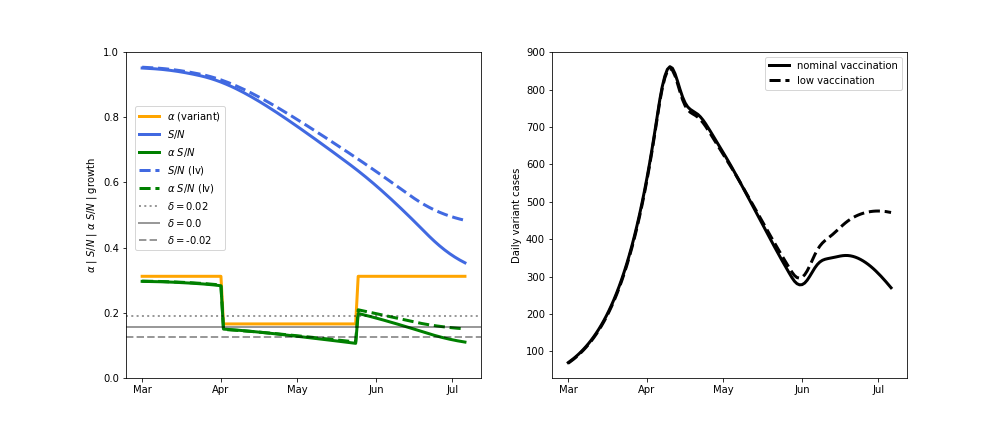 α | S/N | α S/N | growth
1.0
0.8
0.6
0.4
0.2
0.0
α (variant)
S/N
α S/N
S/N (lv)
α S/N (lv)
δ = 0.02
δ = 0.0
δ = -0.02
Mar
Apr
May
Jun
Jul
Daily variant cases
900
800
700
600
500
400
300
200
100
nominal vaccination
low vaccination
Mar
Apr
May
Jun
Jul